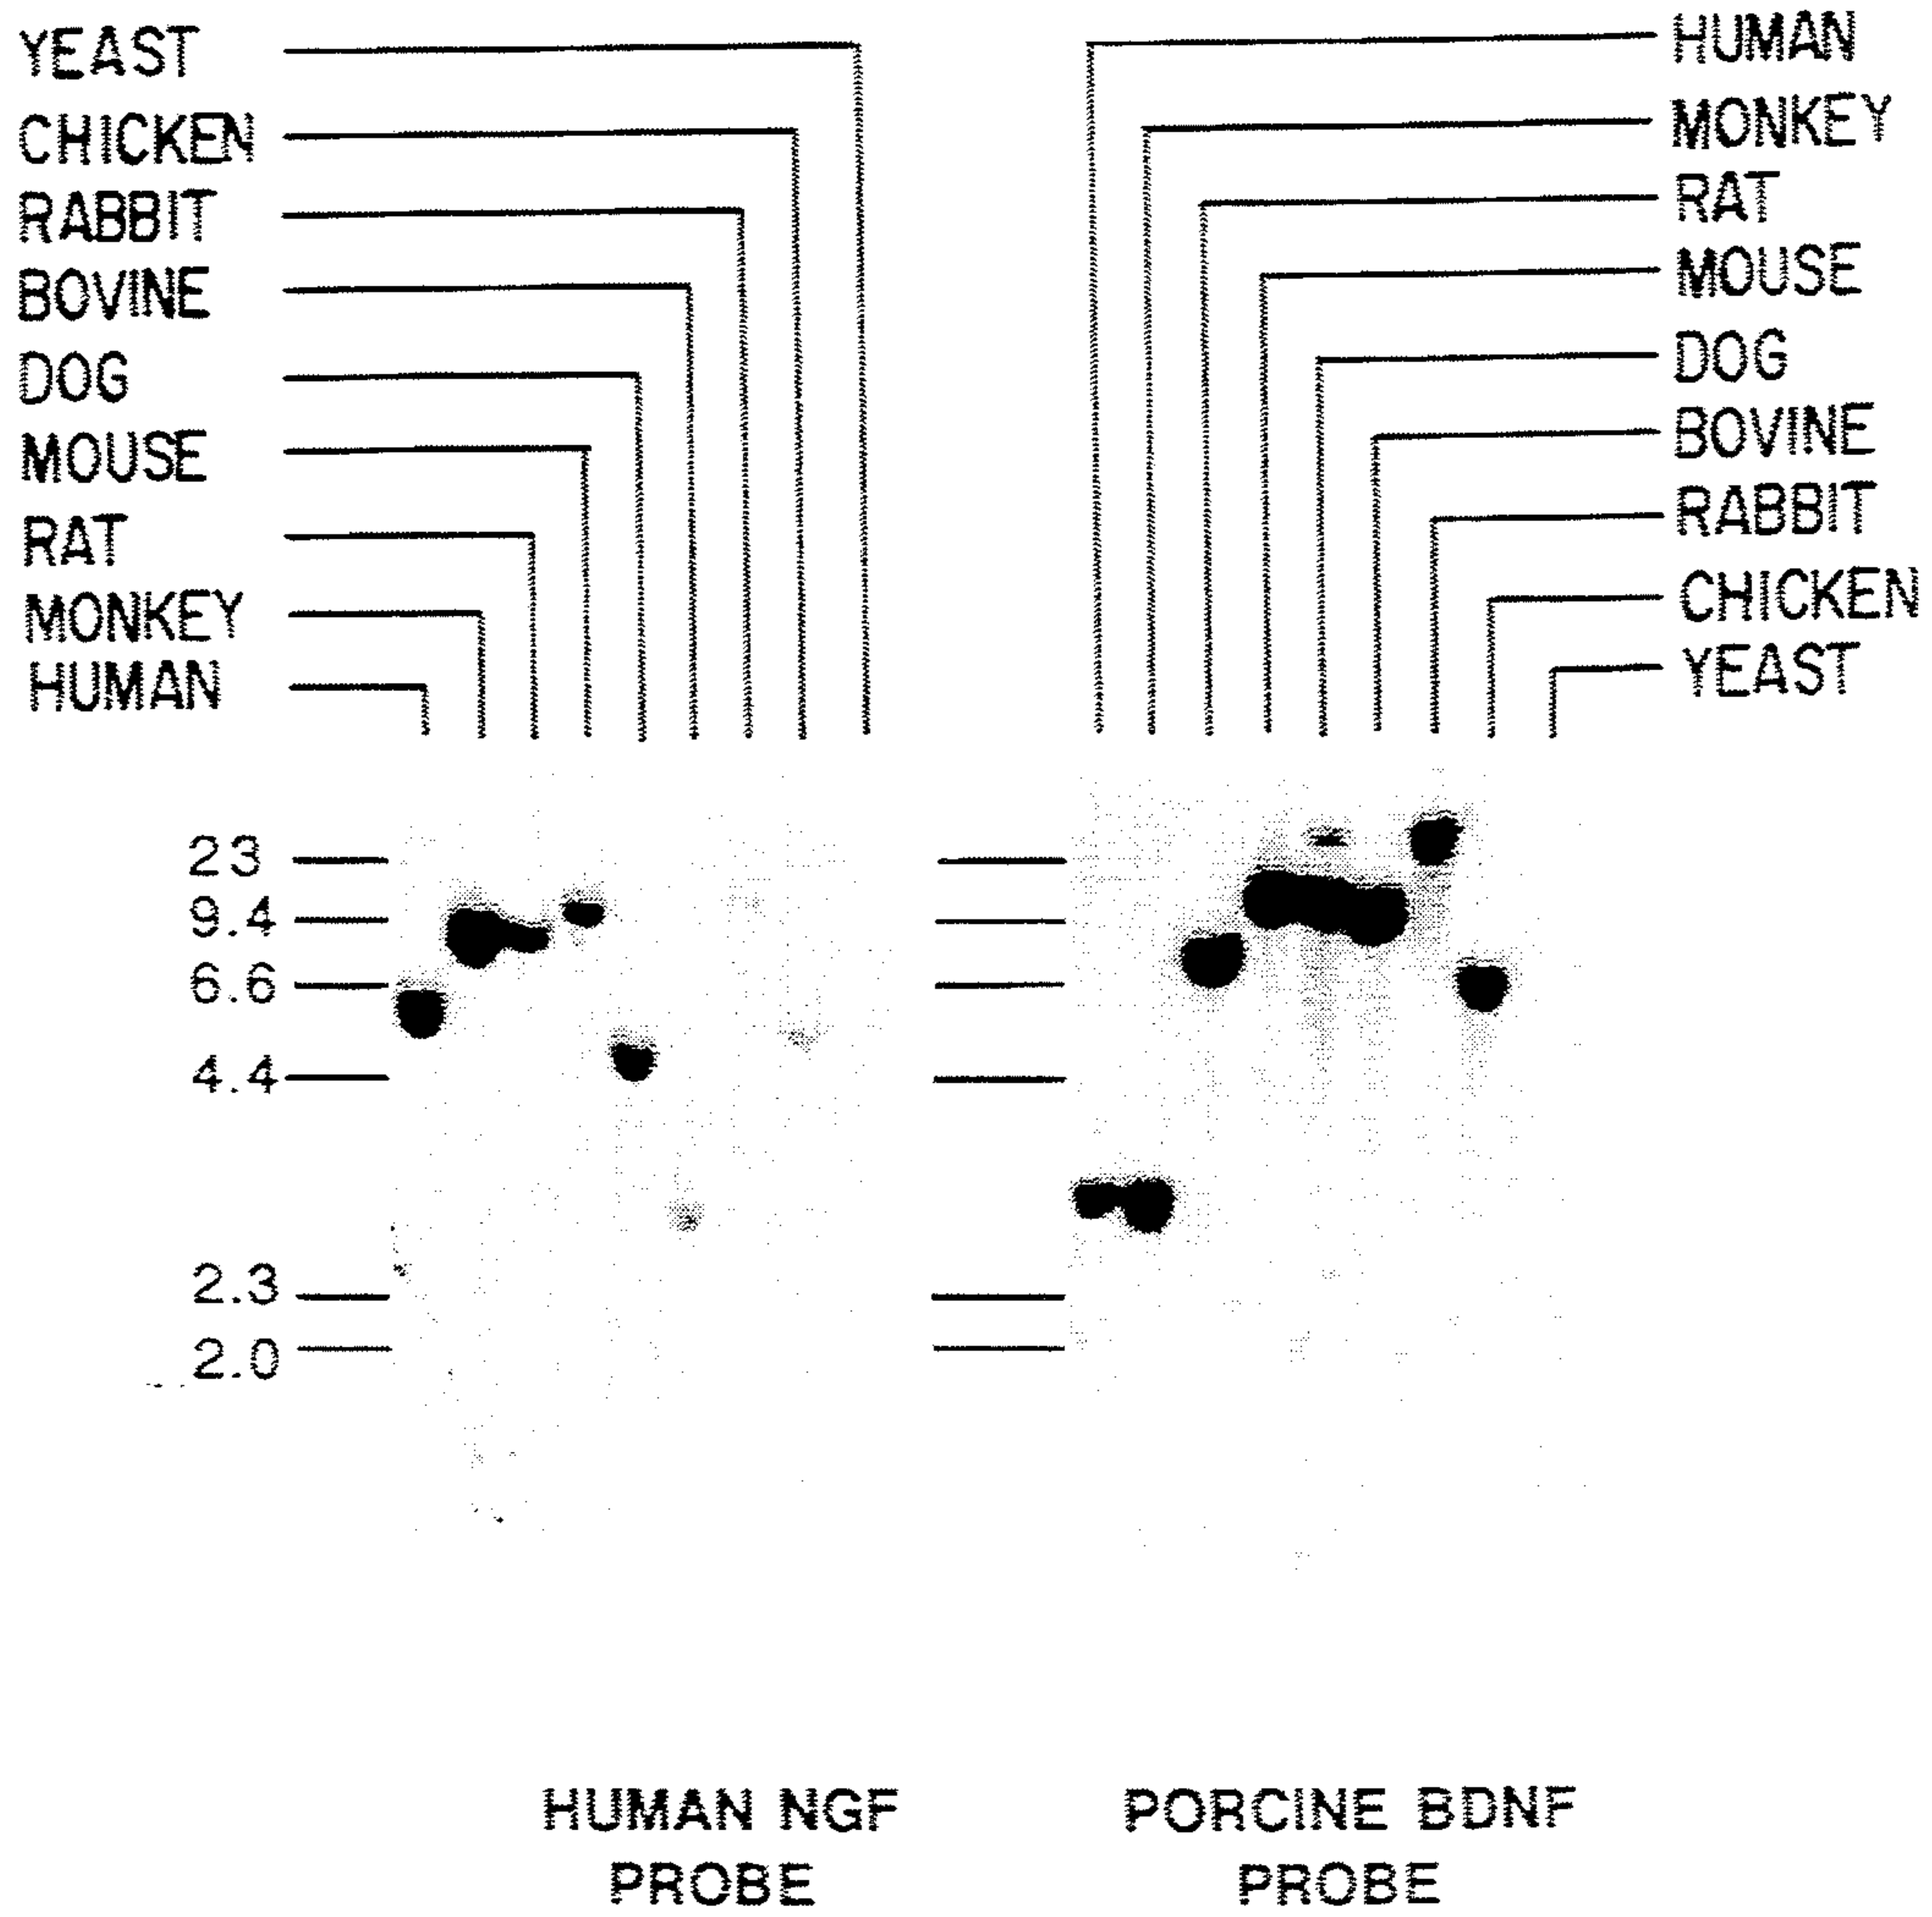 YEAST
CHICKEN
RABBIT
BOVINE
DOG
MOUSE
RAT
MONKEY
HUMAN
HUMAN
MONKEY
RAT
MOUSE
DOG
BOVINE
RABBIT
CHICKEN
YEAST
23
9.4
6.6
4.4
2.3
2.0
HUMAN NGF
PROBE
PORCINE BDNF
PROBE